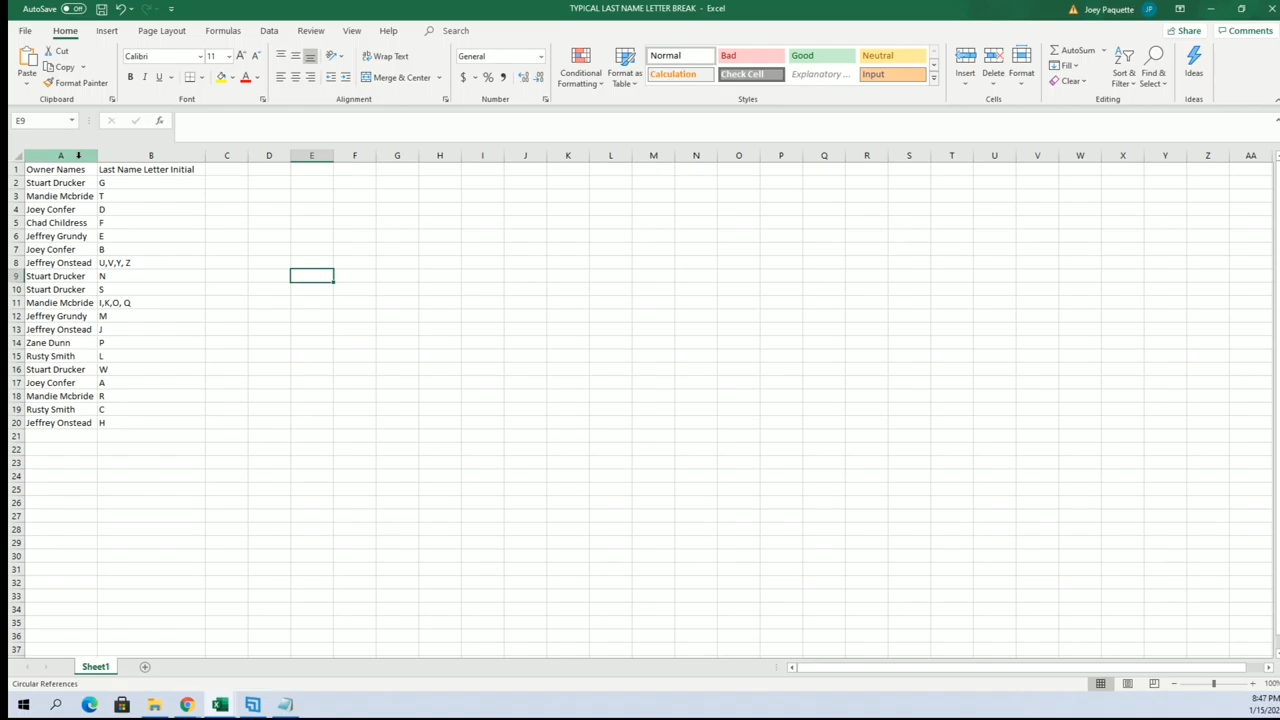 AutoSave Off TYPICAL LAST NAME LETTER BREAK - Excel Joey Paquette JP
File Home Insert Page Layout Formulas Data Review View Help Search Share Comments
Paste Cut Copy Format Painter Calibri 11 Wrap Text General Conditional Formatting Format as Table Normal Bad Good Neutral Insert Delete Format AutoSum Fill Clear Sort & Filter Find & Select Ideas
B I U A Merge & Center $ % Calculation Check Cell Explanatory ... Input
Clipboard Font Alignment Number Styles Cells Editing Ideas
E9 fx
A B C D E F G H I J K L M N O P Q R S T U V W X Y Z AA
1 Owner Names Last Name Letter Initial
2 Stuart Drucker G
3 Mandie Mcbride T
4 Joey Confer D
5 Chad Childress F
6 Jeffrey Grundy E
7 Joey Confer B
8 Jeffrey Onstead U,V,Y, Z
9 Stuart Drucker N
10 Stuart Drucker S
11 Mandie Mcbride I,K,O, Q
12 Jeffrey Grundy M
13 Jeffrey Onstead J
14 Zane Dunn P
15 Rusty Smith L
16 Stuart Drucker W
17 Joey Confer A
18 Mandie Mcbride R
19 Rusty Smith C
20 Jeffrey Onstead H
21
22
23
24
25
26
27
28
29
30
31
32
33
34
35
36
37
Sheet1
Circular References 100%
8:47 PM
1/15/202